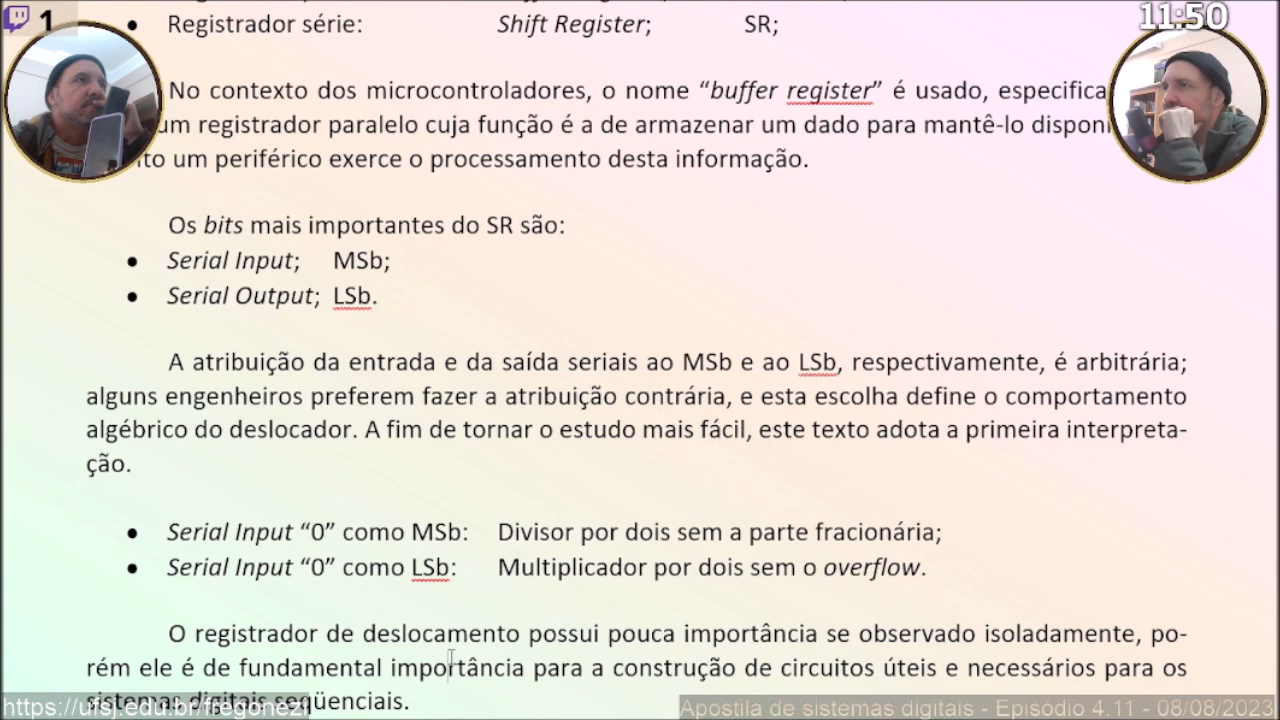 1
11:50
• Registrador série: Shift Register; SR;
No contexto dos microcontroladores, o nome “buffer register” é usado, especifica
um registrador paralelo cuja função é a de armazenar um dado para mantê-lo
um periférico exerce o processamento desta informação.
Os bits mais importantes do SR são:
• Serial Input; MSb;
• Serial Output; LSb.
A atribuição da entrada e da saída seriais ao MSb e ao LSb, respectivamente, é arbitrária;
alguns engenheiros preferem fazer a atribuição contrária, e esta escolha define o comportamento
algébrico do deslocador. A fim de tornar o estudo mais fácil, este texto adota a primeira interpreta-
ção.
• Serial Input “0” como MSb: Divisor por dois sem a parte fracionária;
• Serial Input “0” como LSb: Multiplicador por dois sem o overflow.
O registrador de deslocamento possui pouca importância se observado isoladamente, po-
rém ele é de fundamental importância para a construção de circuitos úteis e necessários para os
sistemas digitais seqüenciais.
https://ufsj.edu.br/fregonezi
Apostila de sistemas digitais - Episódio 4.11 - 08/08/2023